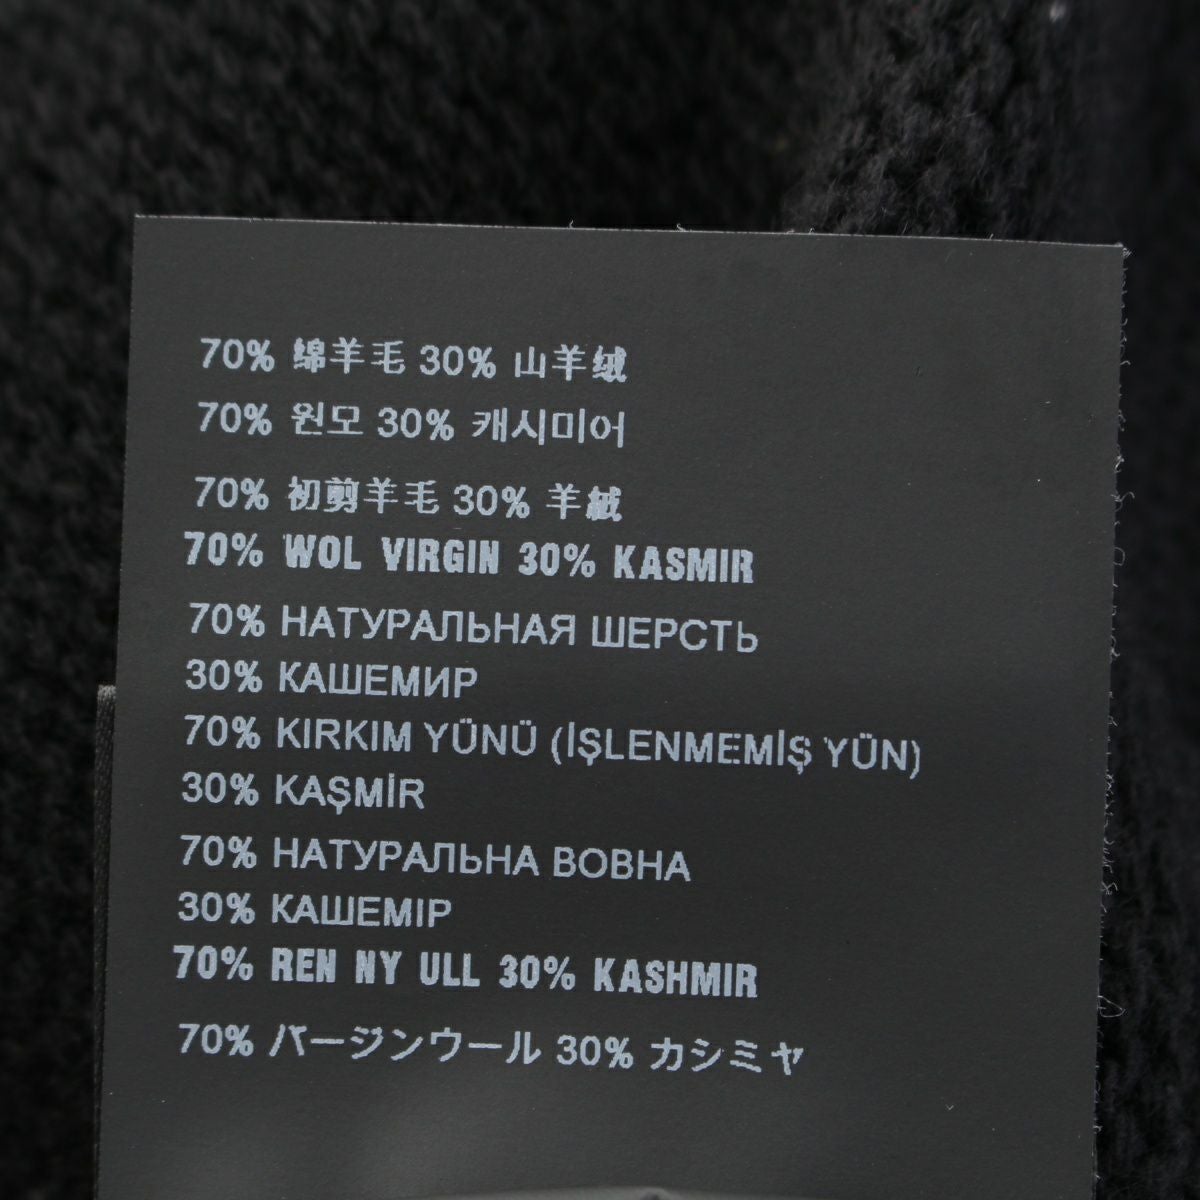 70% 绵羊毛 30% 山羊绒
70% 원모 30% 캐시미어
70% 初剪羊毛 30% 羊絨
70% WOL VIRGIN 30% KASMIR
70% НАТУРАЛЬНАЯ ШЕРСТЬ
30% КАШЕМИР
70% KIRKIM YÜNÜ (İŞLENMEMİŞ YÜN)
30% KAŞMİR
70% НАТУРАЛЬНА ВОВНА
30% КАШЕМІР
70% REN NY ULL 30% KASHMIR
70% バージンウール 30% カシミヤ